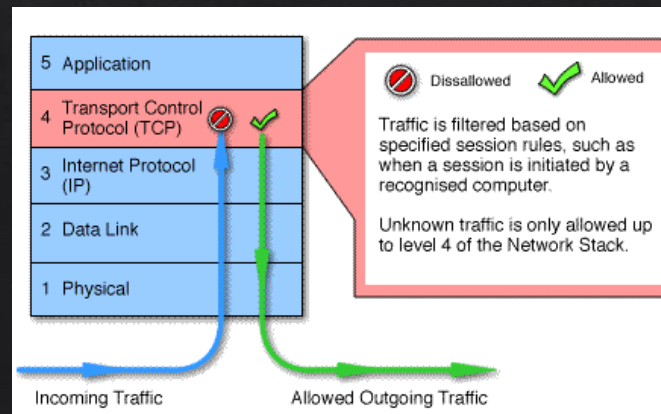 5 Application
4 Transport Control
Protocol (TCP)
3 Internet Protocol
(IP)
2 Data Link
1 Physical
Incoming Traffic
Allowed Outgoing Traffic
Dissallowed
Allowed
Traffic is filtered based on
specified session rules, such as
when a session is initiated by a
recognised computer.
Unknown traffic is only allowed up
to level 4 of the Network Stack.